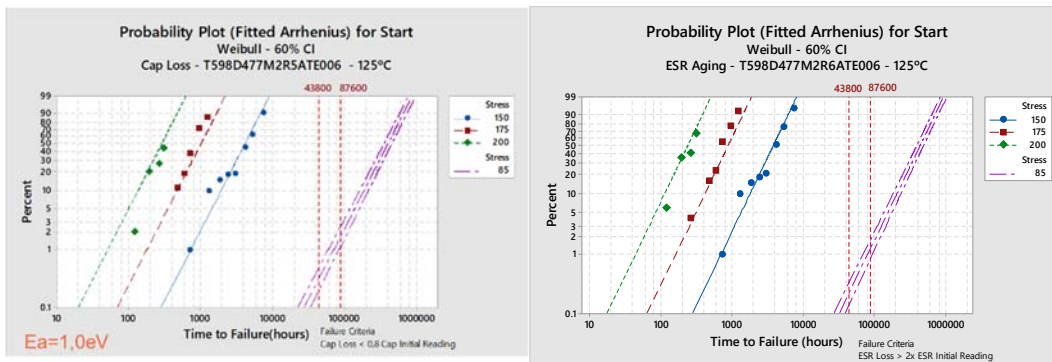 Probability Plot (Fitted Arrhenius) for Start
Weibull - 60% CI
Cap Loss - T598D477M2R5ATE006 - 125ºC
43800
87600
99
90
80
70
60
50
40
30
20
10
5
3
2
1
0.1
Percent
10
100
1000
10000
100000
1000000
Time to Failure(hours)
Stress
150
175
200
Stress
85
Ea=1,0eV
Failure Criteria
Cap Loss < 0,8 Cap Initial Reading
Probability Plot (Fitted Arrhenius) for Start
Weibull - 60% CI
ESR Aging - T598D477M2R6ATE006 - 125ºC
43800
87600
99
90
80
70
60
50
40
30
20
10
5
3
2
1
0.1
Percent
10
100
1000
10000
100000
1000000
Time to Failure(hours)
Stress
150
175
200
Stress
85
Failure Criteria
ESR Loss > 2x ESR Initial Reading